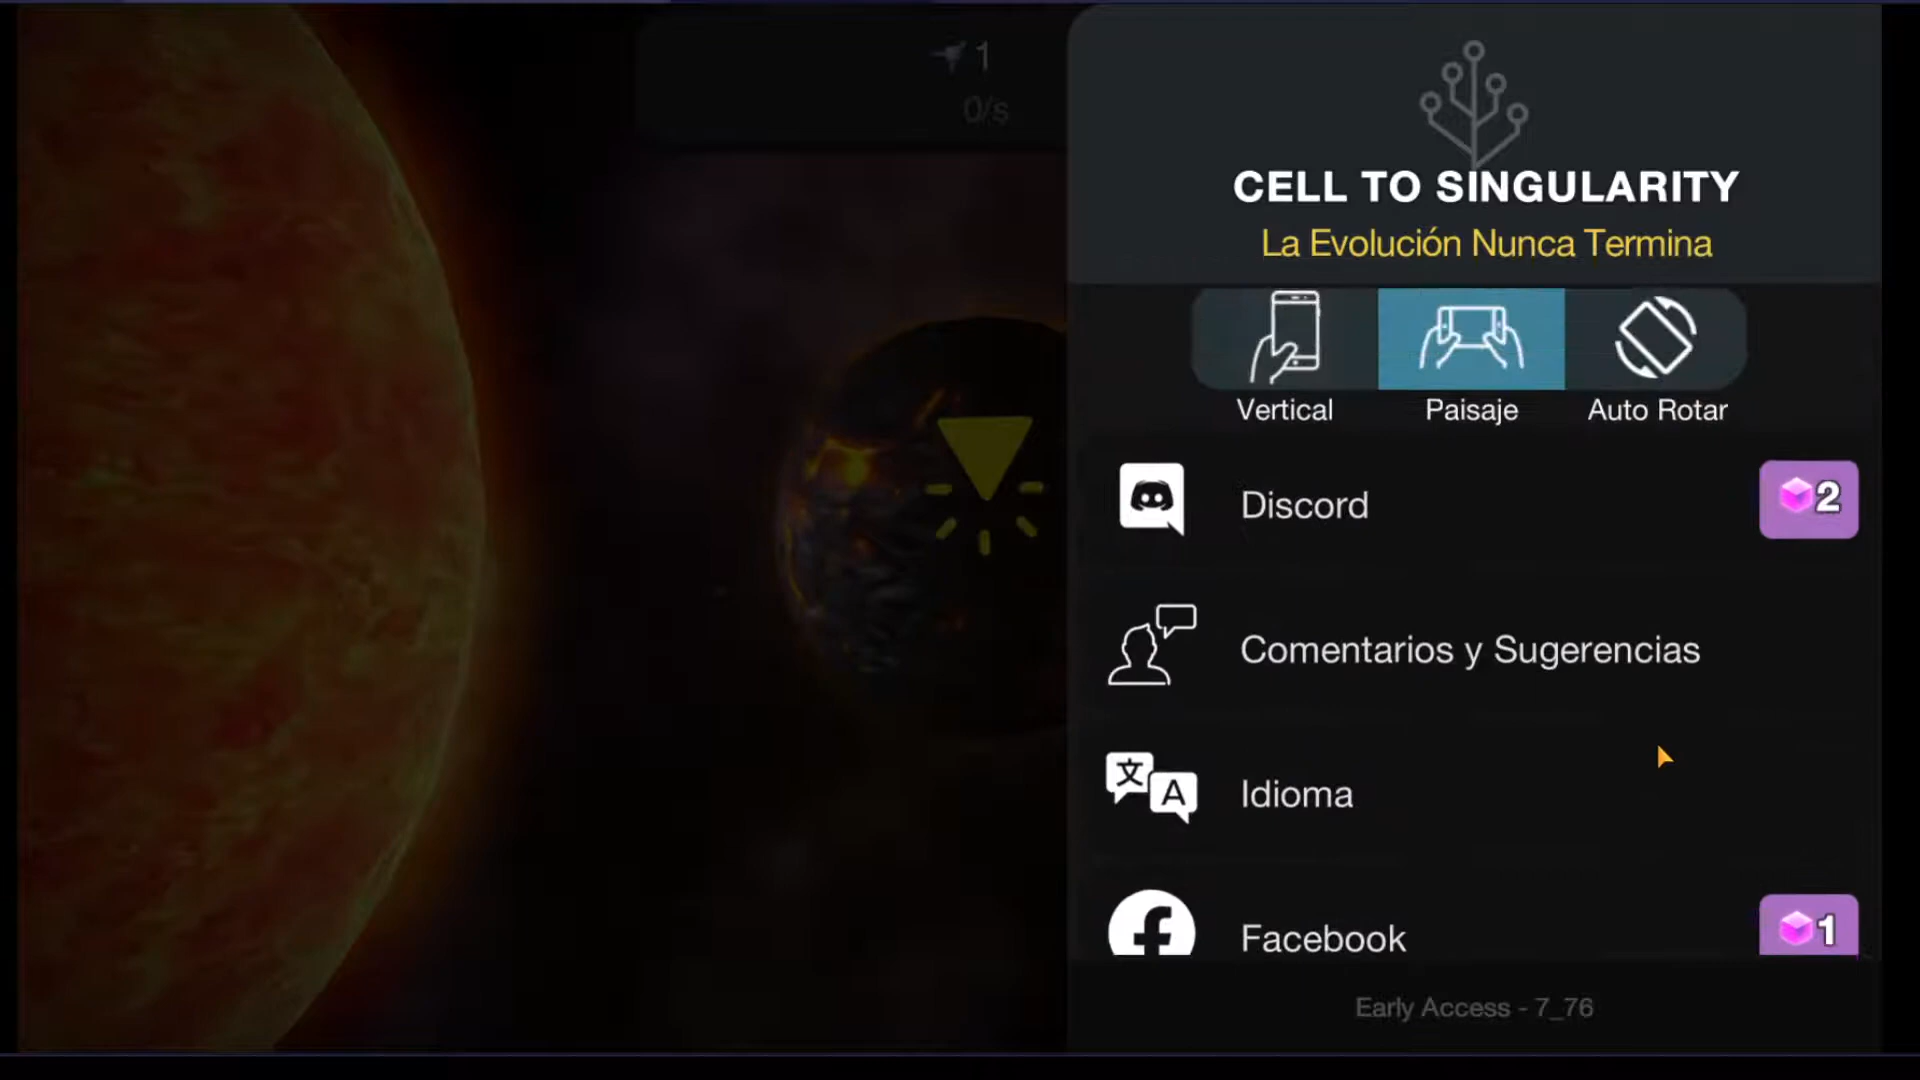 1
0/s
CELL TO SINGULARITY
La Evolución Nunca Termina
Vertical
Paisaje
Auto Rotar
Discord
2
Comentarios y Sugerencias
文 A
Idioma
Facebook
1
Early Access - 7_76